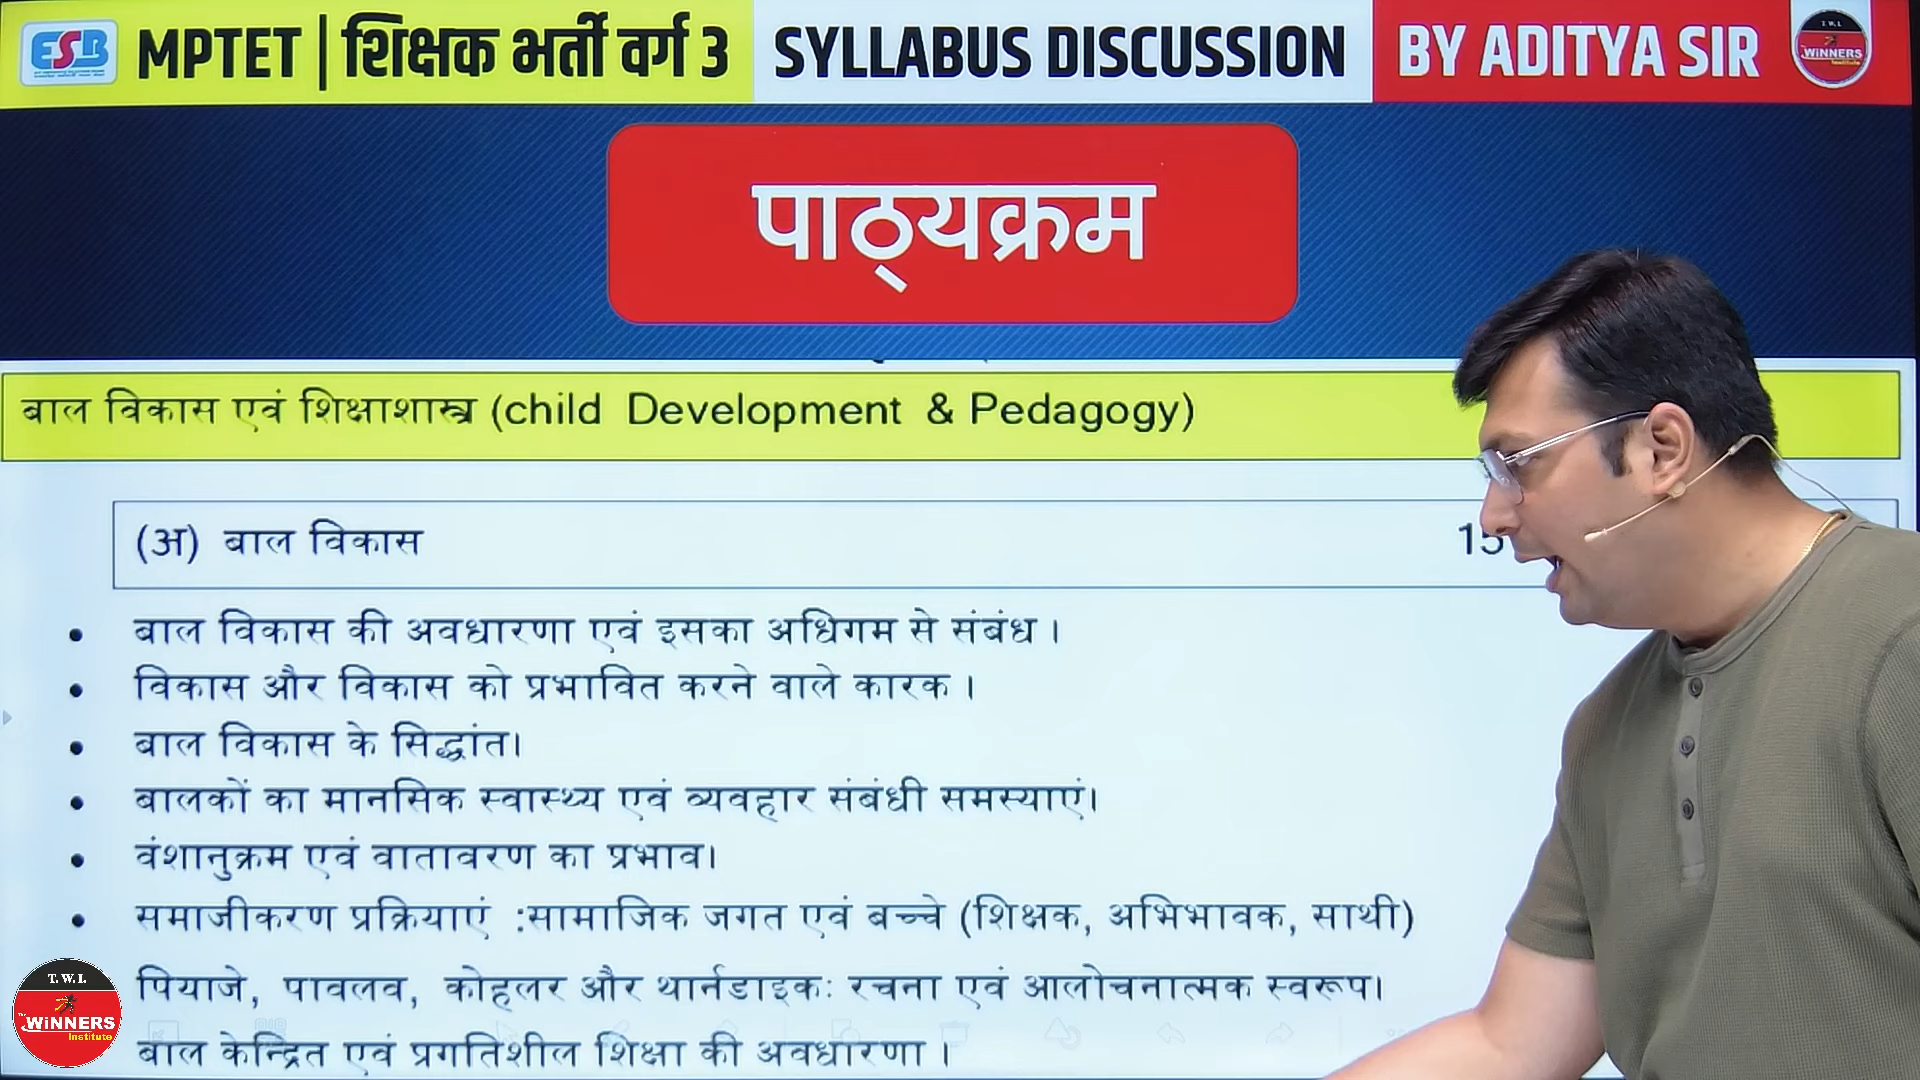 ESB MPTET | शिक्षक भर्ती वर्ग 3 SYLLABUS DISCUSSION BY ADITYA SIR T.W.I. WiNNERS Institute
पाठ्यक्रम
बाल विकास एवं शिक्षाशास्त्र (child Development & Pedagogy)
(अ) बाल विकास 15
• बाल विकास की अवधारणा एवं इसका अधिगम से संबंध ।
• विकास और विकास को प्रभावित करने वाले कारक ।
• बाल विकास के सिद्धांत।
• बालकों का मानसिक स्वास्थ्य एवं व्यवहार संबंधी समस्याएं।
• वंशानुक्रम एवं वातावरण का प्रभाव।
• समाजीकरण प्रक्रियाएं :सामाजिक जगत एवं बच्चे (शिक्षक, अभिभावक, साथी)
पियाजे, पावलव, कोहलर और थार्नडाइकः रचना एवं आलोचनात्मक स्वरूप।
बाल केन्द्रित एवं प्रगतिशील शिक्षा की अवधारणा ।
T.W.I.
The WiNNERS
Institute